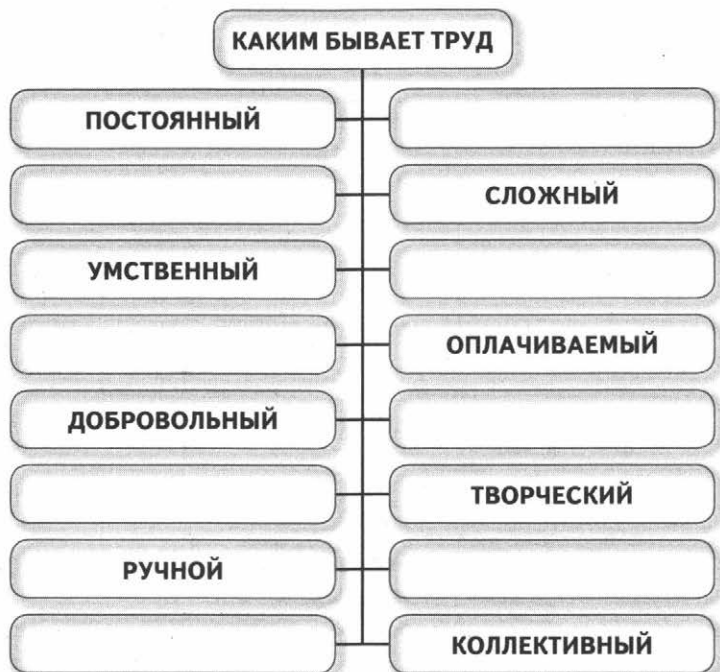 КАКИМ БЫВАЕТ ТРУД
ПОСТОЯННЫЙ
СЛОЖНЫЙ
УМСТВЕННЫЙ
ОПЛАЧИВАЕМЫЙ
ДОБРОВОЛЬНЫЙ
ТВОРЧЕСКИЙ
РУЧНОЙ
КОЛЛЕКТИВНЫЙ